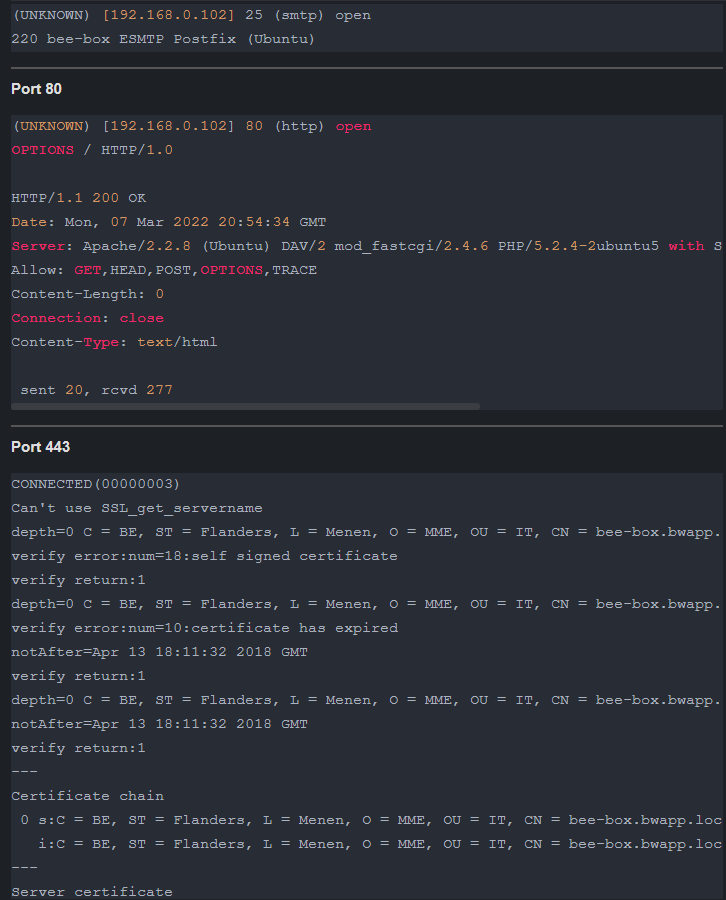 (UNKNOWN) [192.168.0.102] 25 (smtp) open
220 bee-box ESMTP Postfix (Ubuntu)
Port 80
(UNKNOWN) [192.168.0.102] 80 (http) open
OPTIONS / HTTP/1.0
HTTP/1.1 200 OK
Date: Mon, 07 Mar 2022 20:54:34 GMT
Server: Apache/2.2.8 (Ubuntu) DAV/2 mod_fastcgi/2.4.6 PHP/5.2.4-2ubuntu5 with S
Allow: GET,HEAD,POST,OPTIONS,TRACE
Content-Length: 0
Connection: close
Content-Type: text/html
sent 20, rcvd 277
Port 443
CONNECTED(00000003)
Can't use SSL_get_servername
depth=0 C = BE, ST = Flanders, L = Menen, O = MME, OU = IT, CN = bee-box.bwapp.
verify error:num=18:self signed certificate
verify return:1
depth=0 C = BE, ST = Flanders, L = Menen, O = MME, OU = IT, CN = bee-box.bwapp.
verify error:num=10:certificate has expired
notAfter=Apr 13 18:11:32 2018 GMT
verify return:1
depth=0 C = BE, ST = Flanders, L = Menen, O = MME, OU = IT, CN = bee-box.bwapp.
notAfter=Apr 13 18:11:32 2018 GMT
verify return:1
---
Certificate chain
0 s:C = BE, ST = Flanders, L = Menen, O = MME, OU = IT, CN = bee-box.bwapp.loc
i:C = BE, ST = Flanders, L = Menen, O = MME, OU = IT, CN = bee-box.bwapp.loc
---
Server certificate